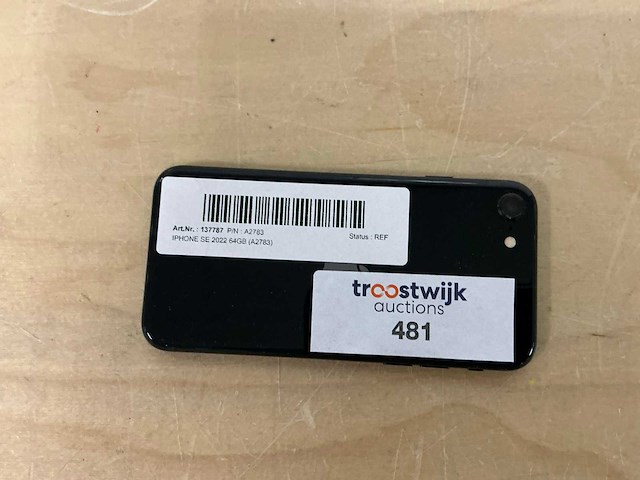 Art.Nr. : 137787 P/N : A2783
Status : REF
IPHONE SE 2022 64GB (A2783)
troostwijk
auctions
481